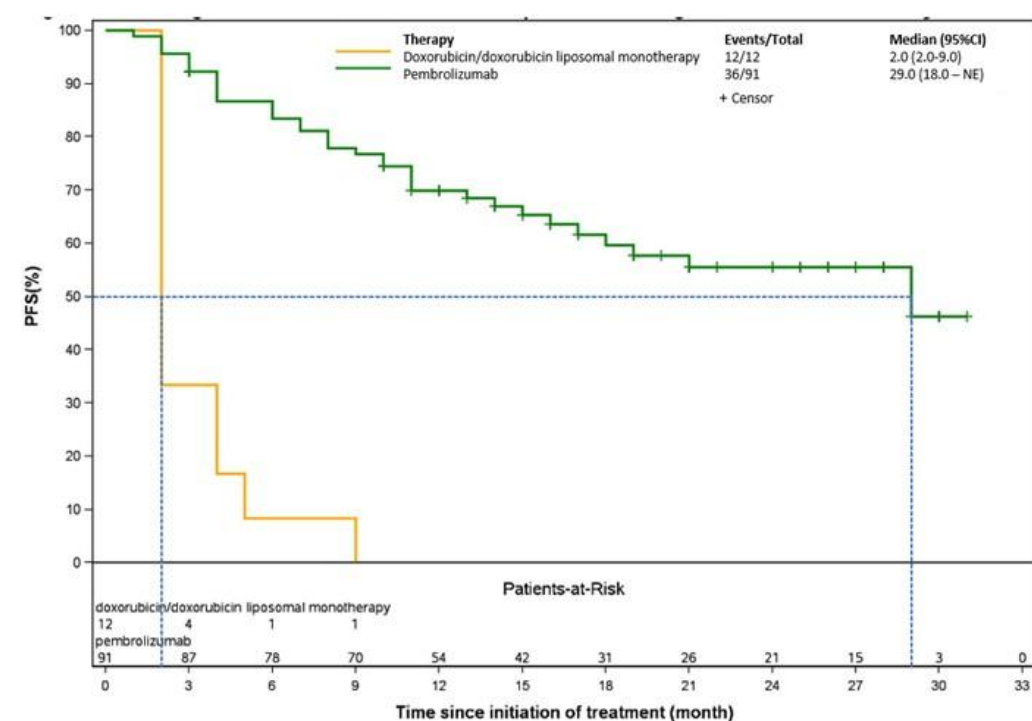 Therapy Events/Total Median (95%CI)
Doxorubicin/doxorubicin liposomal monotherapy 12/12 2.0 (2.0-9.0)
Pembrolizumab 36/91 29.0 (18.0 – NE)
+ Censor
100
90
80
70
60
50
40
30
20
10
0
PFS(%)
Patients-at-Risk
doxorubicin/doxorubicin liposomal monotherapy
12 4 1 1
pembrolizumab
91 87 78 70 54 42 31 26 21 15 3 0
0 3 6 9 12 15 18 21 24 27 30 33
Time since initiation of treatment (month)